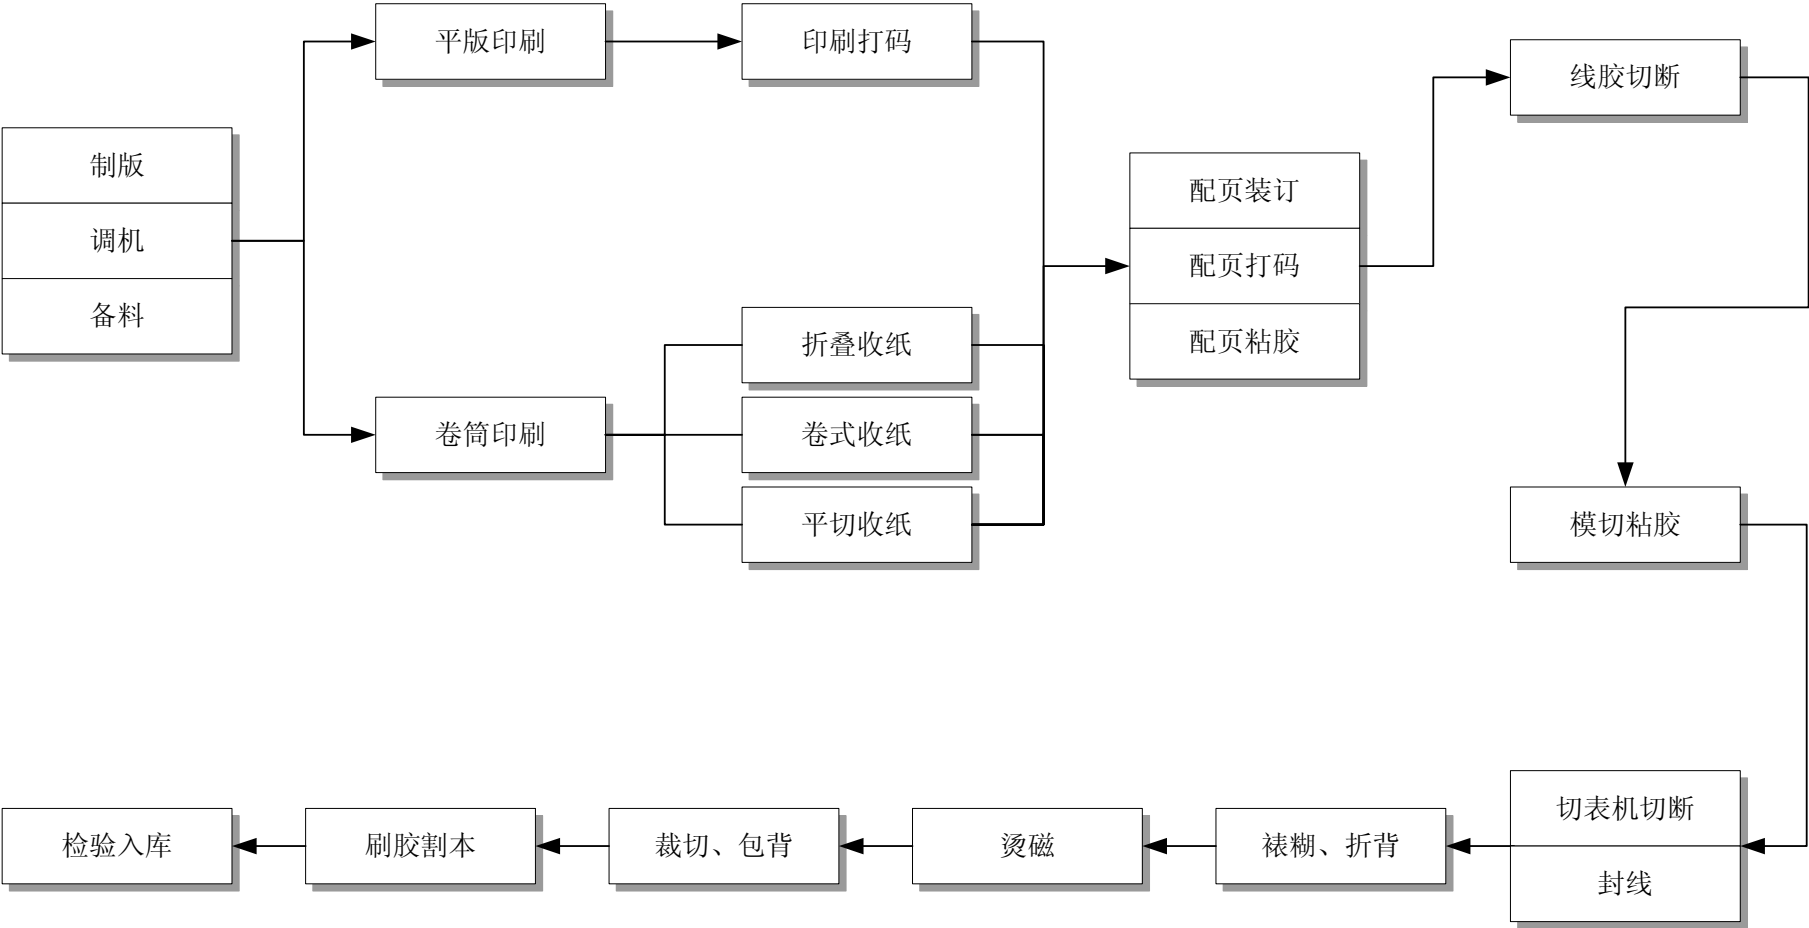 制版
调机
备料
平版印刷
印刷打码
卷筒印刷
折叠收纸
卷式收纸
平切收纸
配页装订
配页打码
配页粘胶
线胶切断
模切粘胶
切表机切断
封线
裱糊、折背
烫磁
裁切、包背
刷胶割本
检验入库